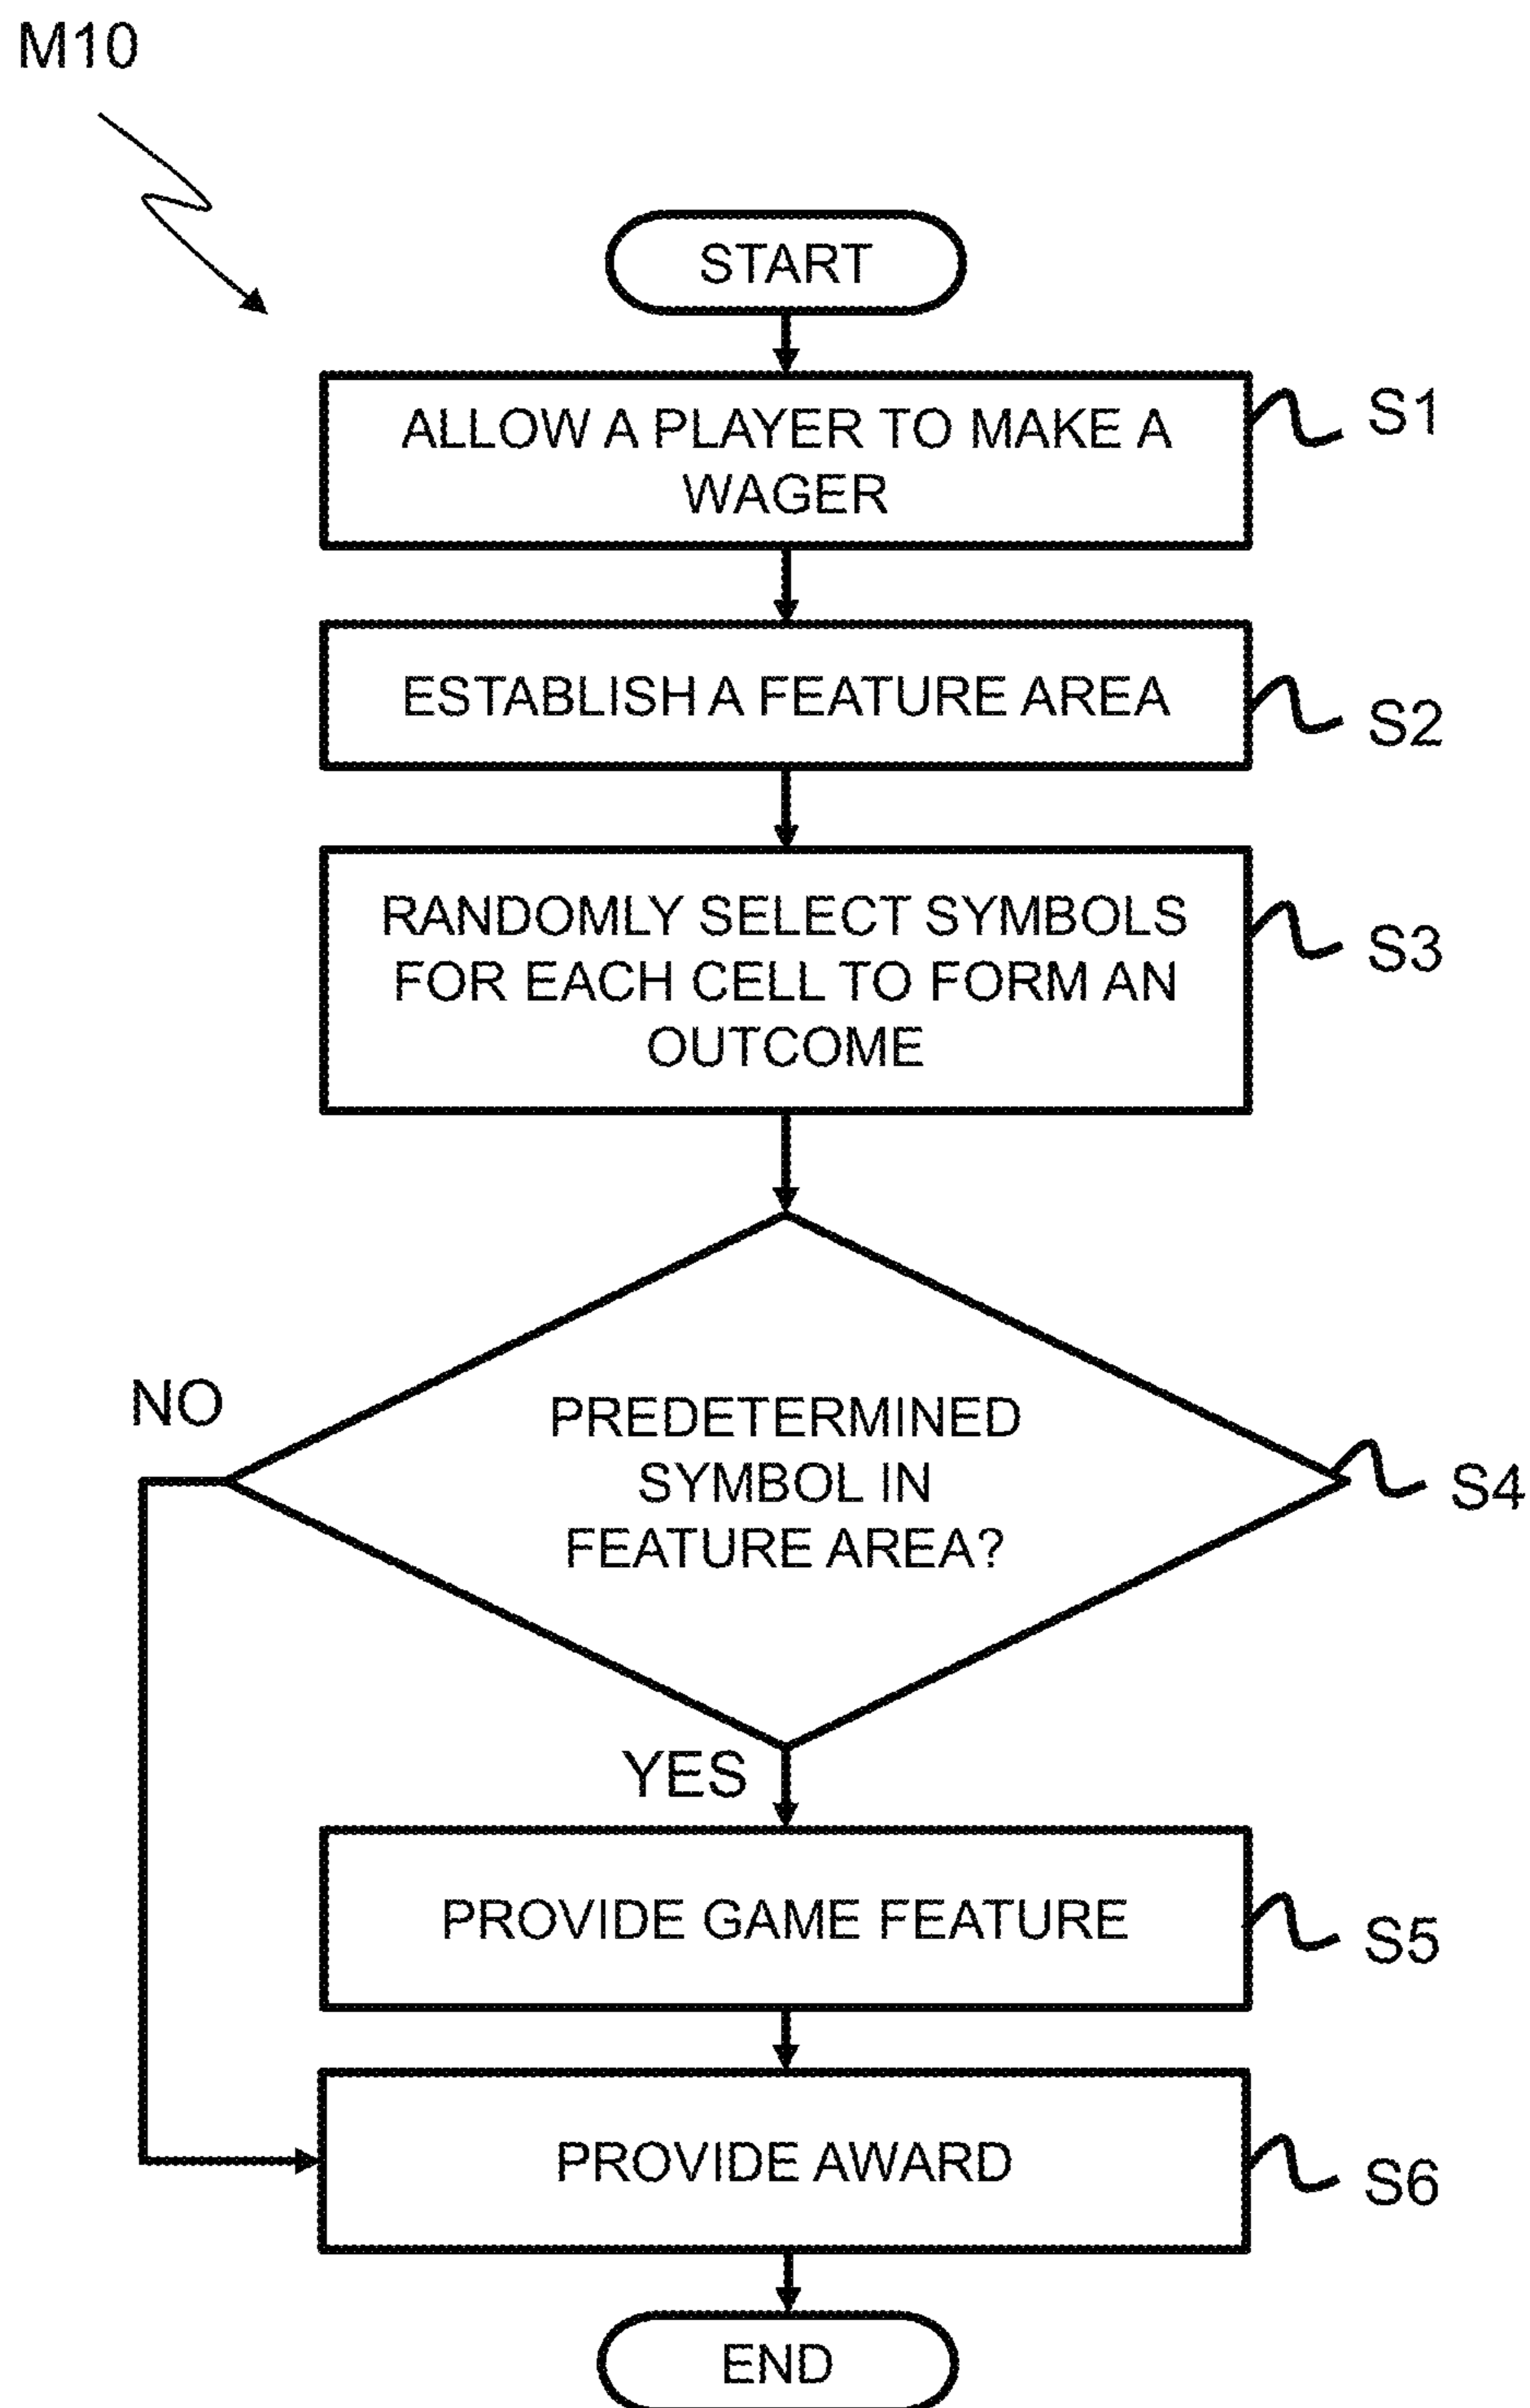 M10
START
ALLOW A PLAYER TO MAKE A
WAGER
S1
ESTABLISH A FEATURE AREA
S2
RANDOMLY SELECT SYMBOLS
FOR EACH CELL TO FORM AN
OUTCOME
S3
NO
PREDETERMINED
SYMBOL IN
FEATURE AREA?
S4
YES
PROVIDE GAME FEATURE
S5
PROVIDE AWARD
S6
END